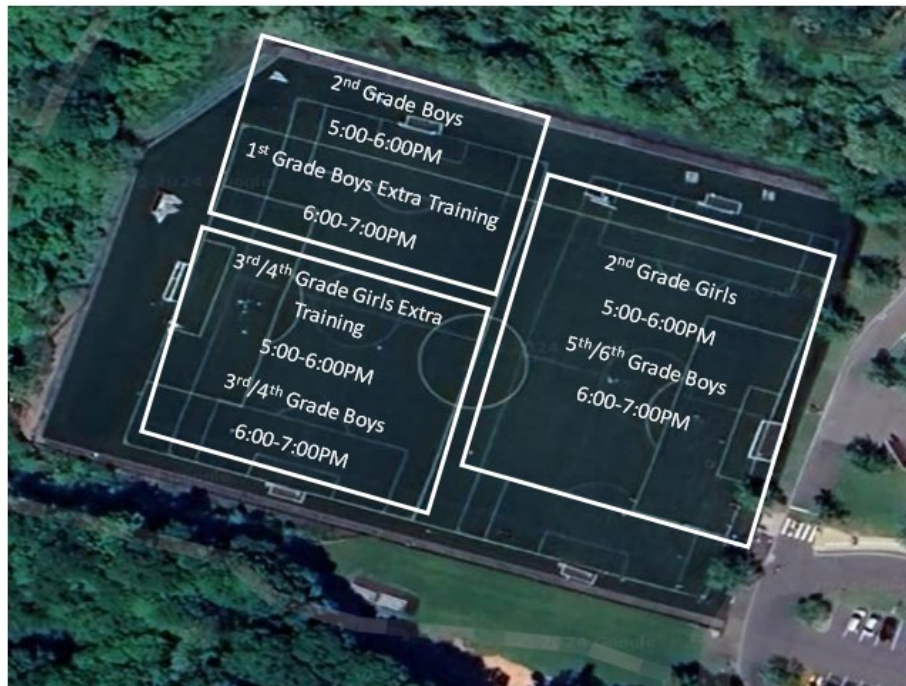 2nd Grade Boys
5:00-6:00PM
1st Grade Boys Extra Training
6:00-7:00PM
3rd/4th Grade Girls Extra
Training
5:00-6:00PM
3rd/4th Grade Boys
6:00-7:00PM
2nd Grade Girls
5:00-6:00PM
5th/6th Grade Boys
6:00-7:00PM